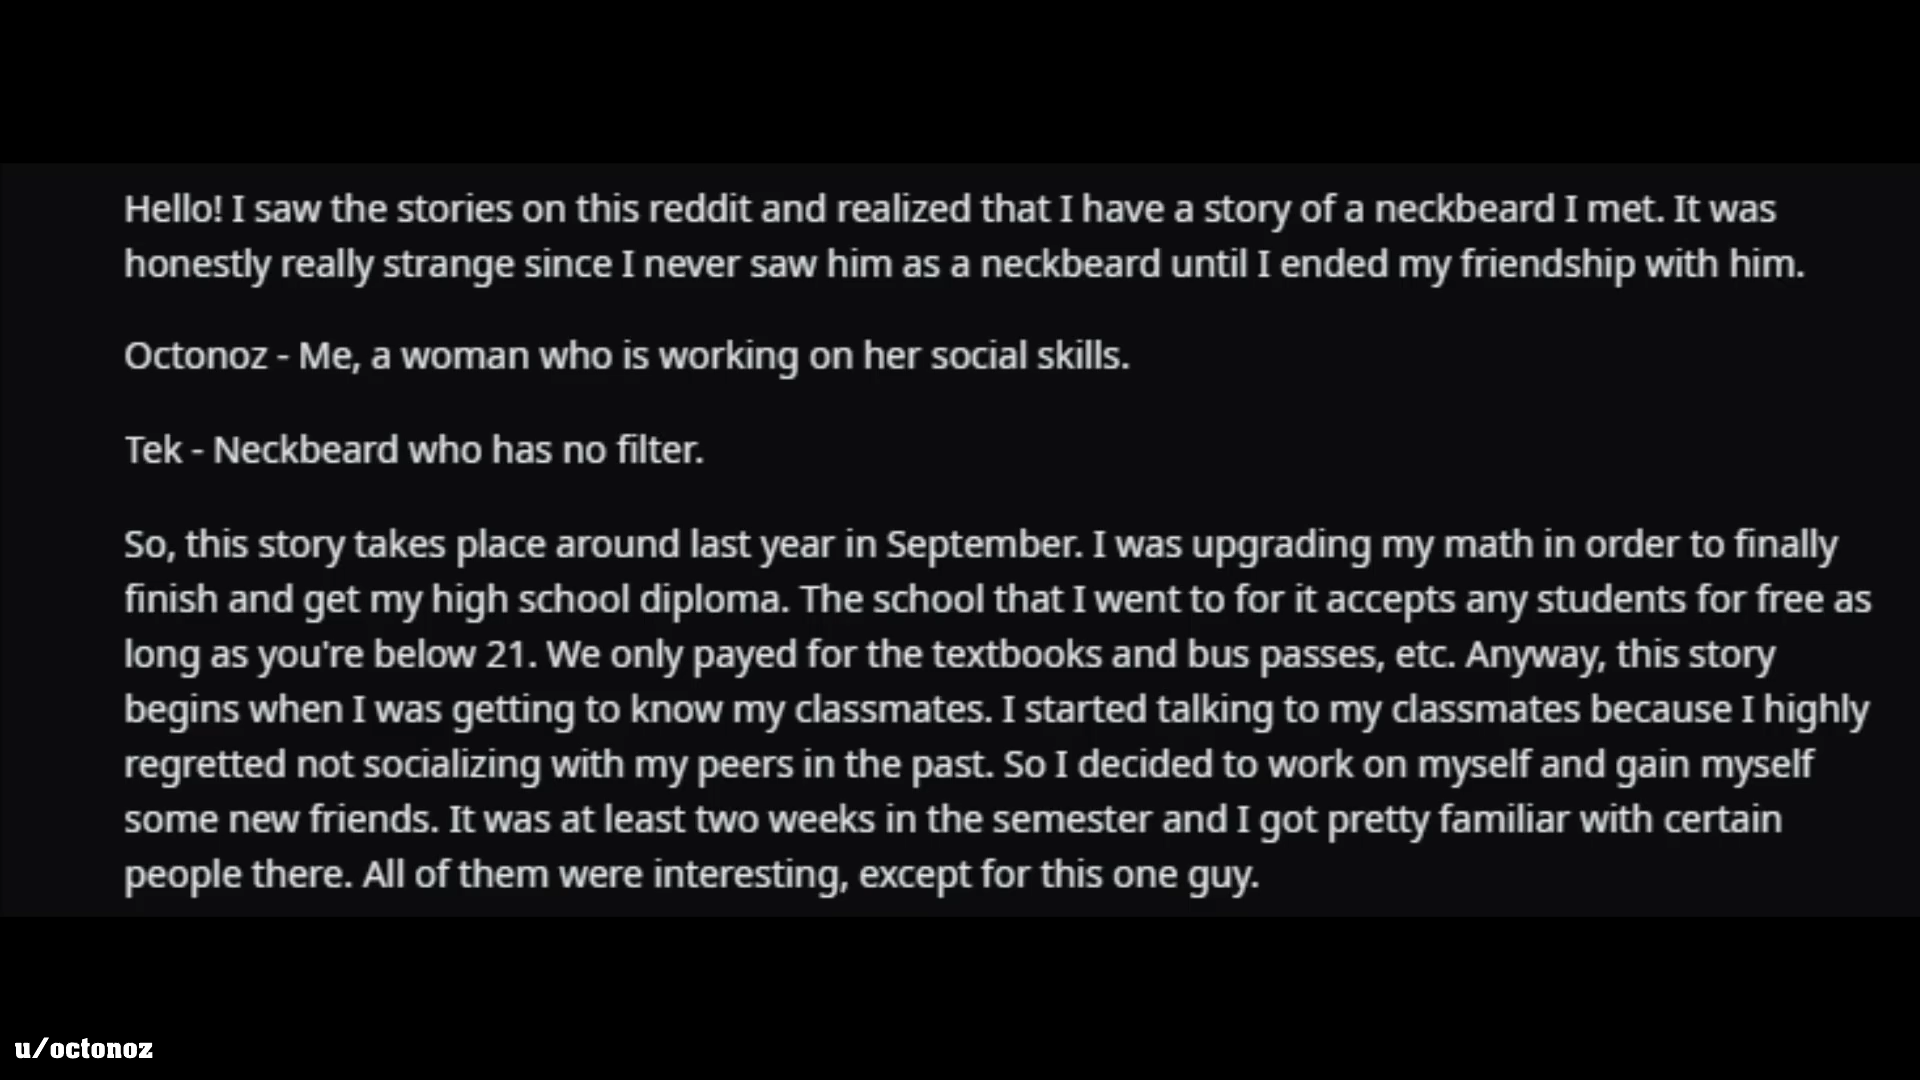 Hello! I saw the stories on this reddit and realized that I have a story of a neckbeard I met. It was
honestly really strange since I never saw him as a neckbeard until I ended my friendship with him.
Octonoz - Me, a woman who is working on her social skills.
Tek - Neckbeard who has no filter.
So, this story takes place around last year in September. I was upgrading my math in order to finally
finish and get my high school diploma. The school that I went to for it accepts any students for free as
long as you're below 21. We only payed for the textbooks and bus passes, etc. Anyway, this story
begins when I was getting to know my classmates. I started talking to my classmates because I highly
regretted not socializing with my peers in the past. So I decided to work on myself and gain myself
some new friends. It was at least two weeks in the semester and I got pretty familiar with certain
people there. All of them were interesting, except for this one guy.
u/octonoz